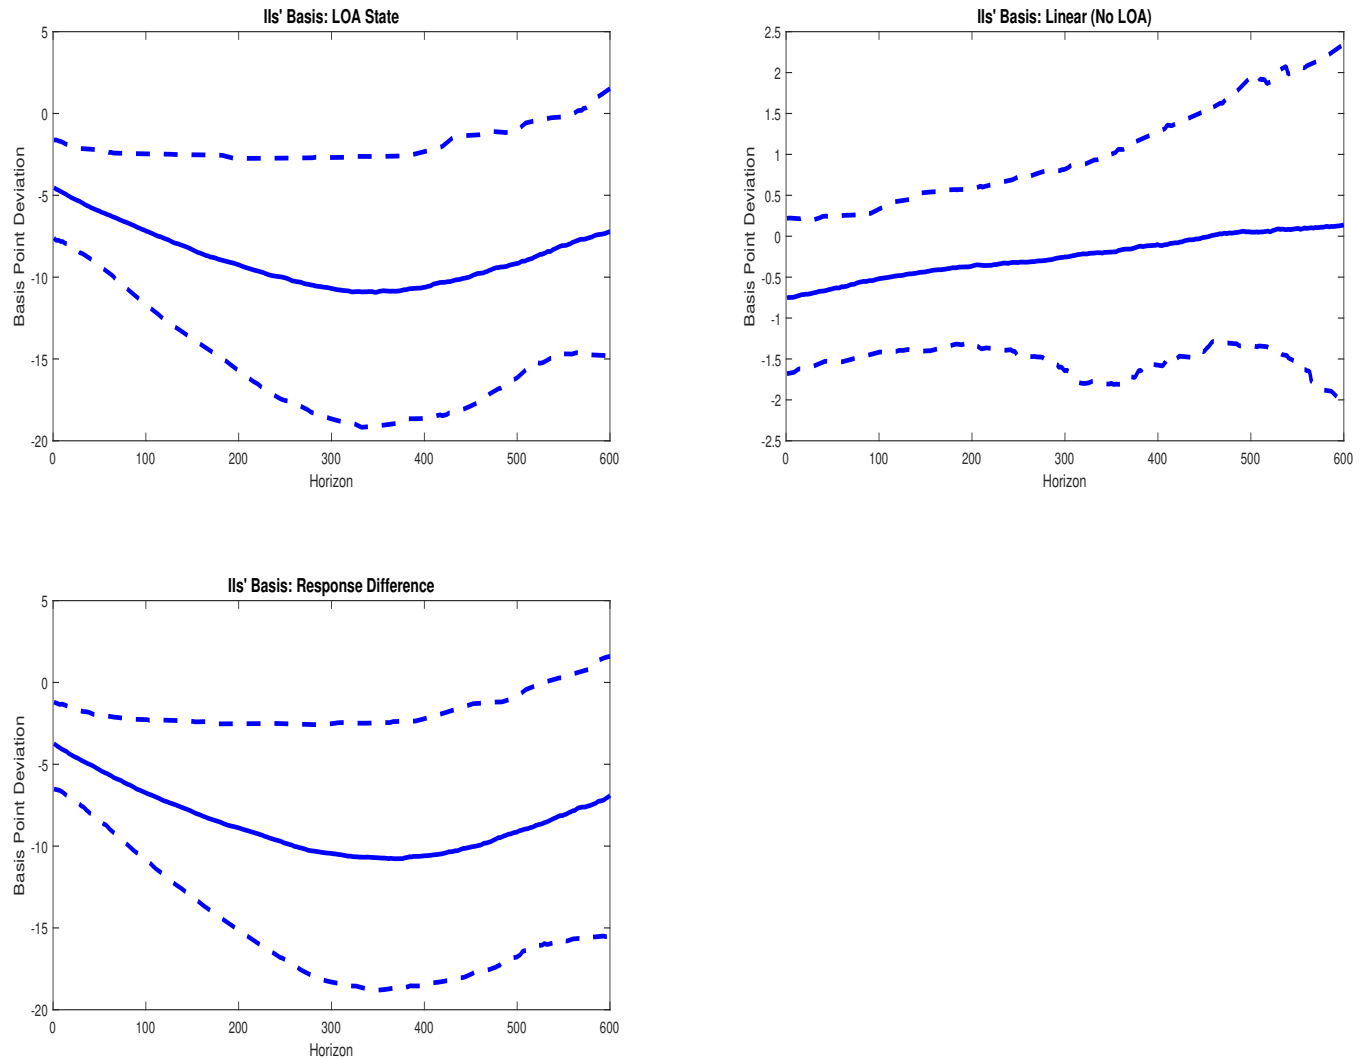 IIs' Basis: LOA State
5
0
-5
-10
-15
-20
Basis Point Deviation
0 100 200 300 400 500 600
Horizon
IIs' Basis: Linear (No LOA)
2.5
2
1.5
1
0.5
0
-0.5
-1
-1.5
-2
-2.5
Basis Point Deviation
0 100 200 300 400 500 600
Horizon
IIs' Basis: Response Difference
5
0
-5
-10
-15
-20
Basis Point Deviation
0 100 200 300 400 500 600
Horizon